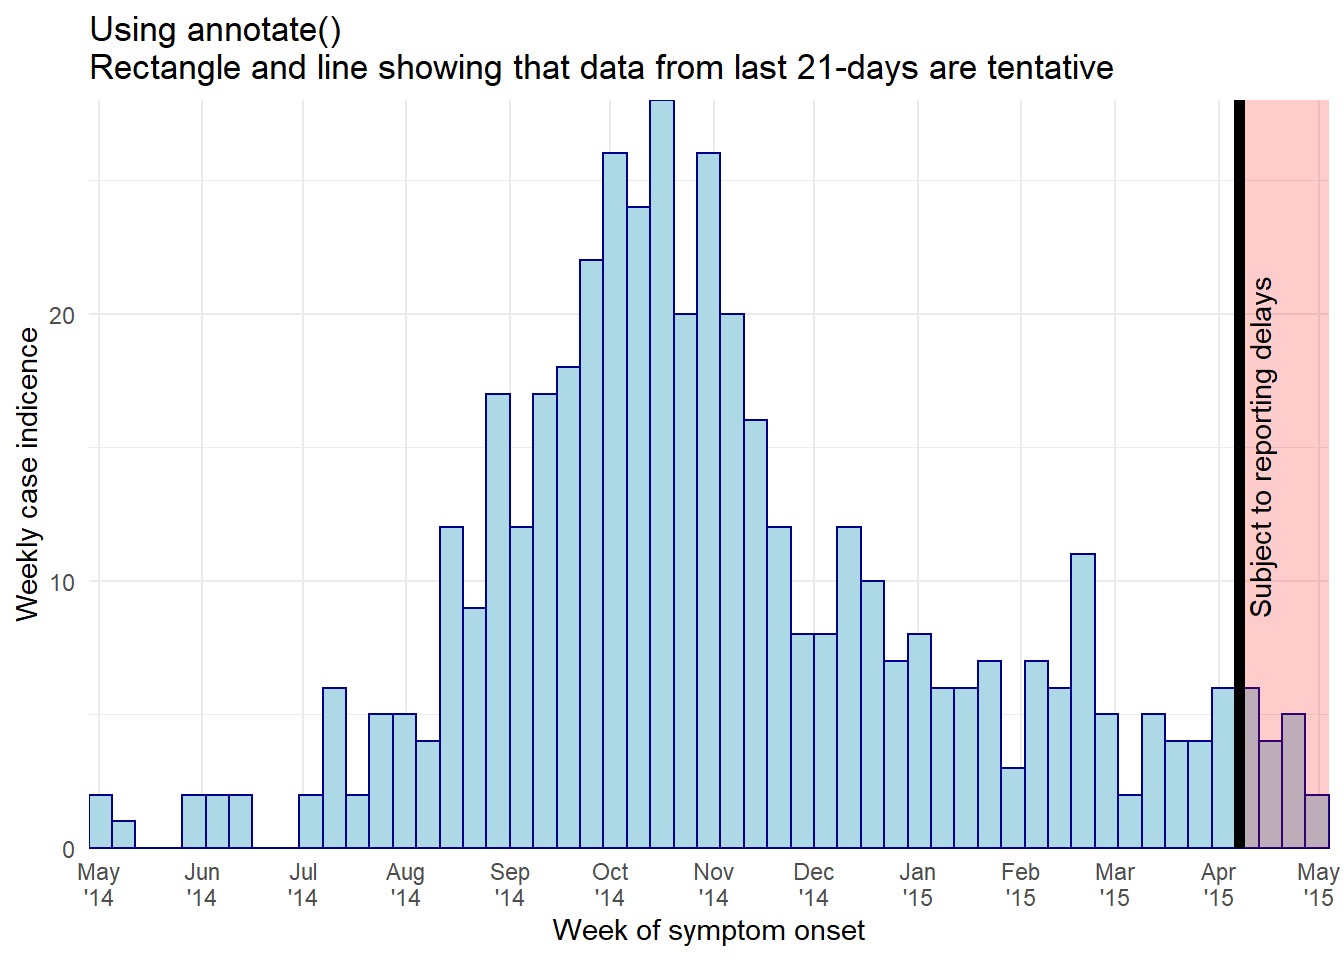 Using annotate()
Rectangle and line showing that data from last 21-days are tentative
Weekly case indicence
20
10
0
Subject to reporting delays
May Jun Jul Aug Sep Oct Nov Dec Jan Feb Mar Apr May
'14 '14 '14 '14 '14 '14 '14 '14 '15 '15 '15 '15 '15
Week of symptom onset